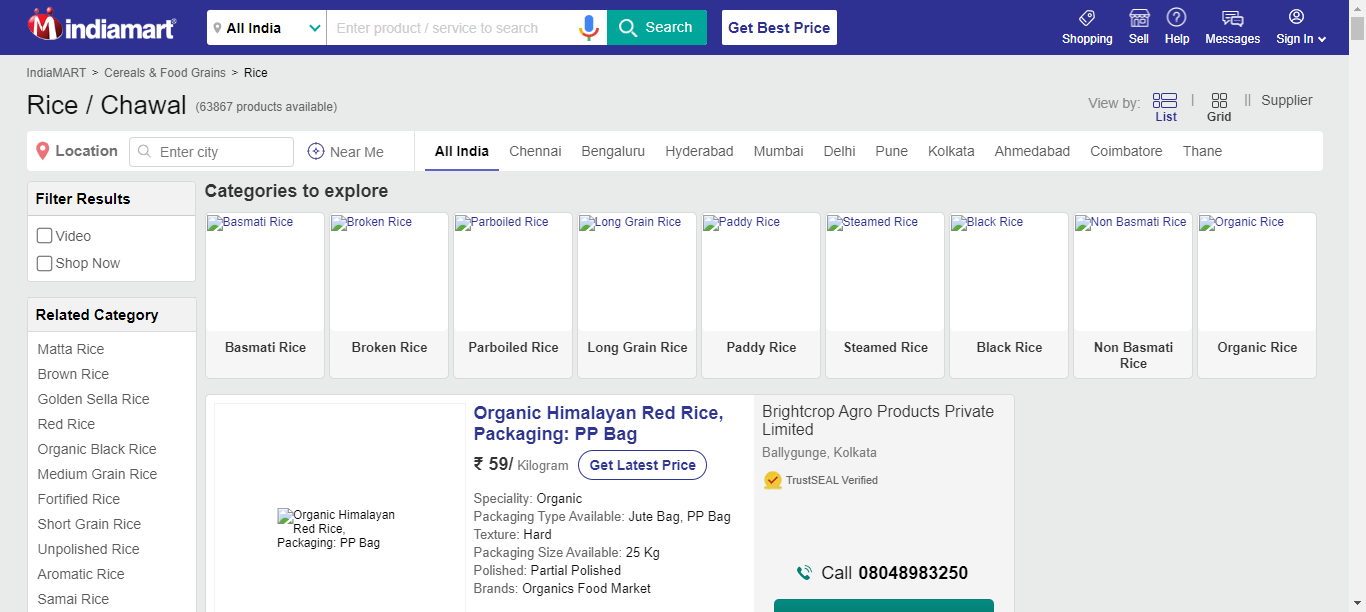 indiamart
All India
Enter product / service to search
Search
Get Best Price
Shopping
Sell
Help
Messages
Sign In
IndiaMART > Cereals & Food Grains > Rice
Rice / Chawal (63867 products available)
View by:
List
Grid
Supplier
Location
Enter city
Near Me
All India Chennai Bengaluru Hyderabad Mumbai Delhi Pune Kolkata Ahmedabad Coimbatore Thane
Filter Results
Video
Shop Now
Related Category
Matta Rice
Brown Rice
Golden Sella Rice
Red Rice
Organic Black Rice
Medium Grain Rice
Fortified Rice
Short Grain Rice
Unpolished Rice
Aromatic Rice
Samai Rice
Categories to explore
Basmati Rice
Broken Rice
Parboiled Rice
Long Grain Rice
Paddy Rice
Steamed Rice
Black Rice
Non Basmati Rice
Organic Rice
Basmati Rice
Broken Rice
Parboiled Rice
Long Grain Rice
Paddy Rice
Steamed Rice
Black Rice
Non Basmati
Rice
Organic Rice
Organic Himalayan
Red Rice,
Packaging: PP Bag
Organic Himalayan Red Rice,
Packaging: PP Bag
₹ 59/ Kilogram
Get Latest Price
Speciality: Organic
Packaging Type Available: Jute Bag, PP Bag
Texture: Hard
Packaging Size Available: 25 Kg
Polished: Partial Polished
Brands: Organics Food Market
Brightcrop Agro Products Private
Limited
Ballygunge, Kolkata
TrustSEAL Verified
Call 08048983250